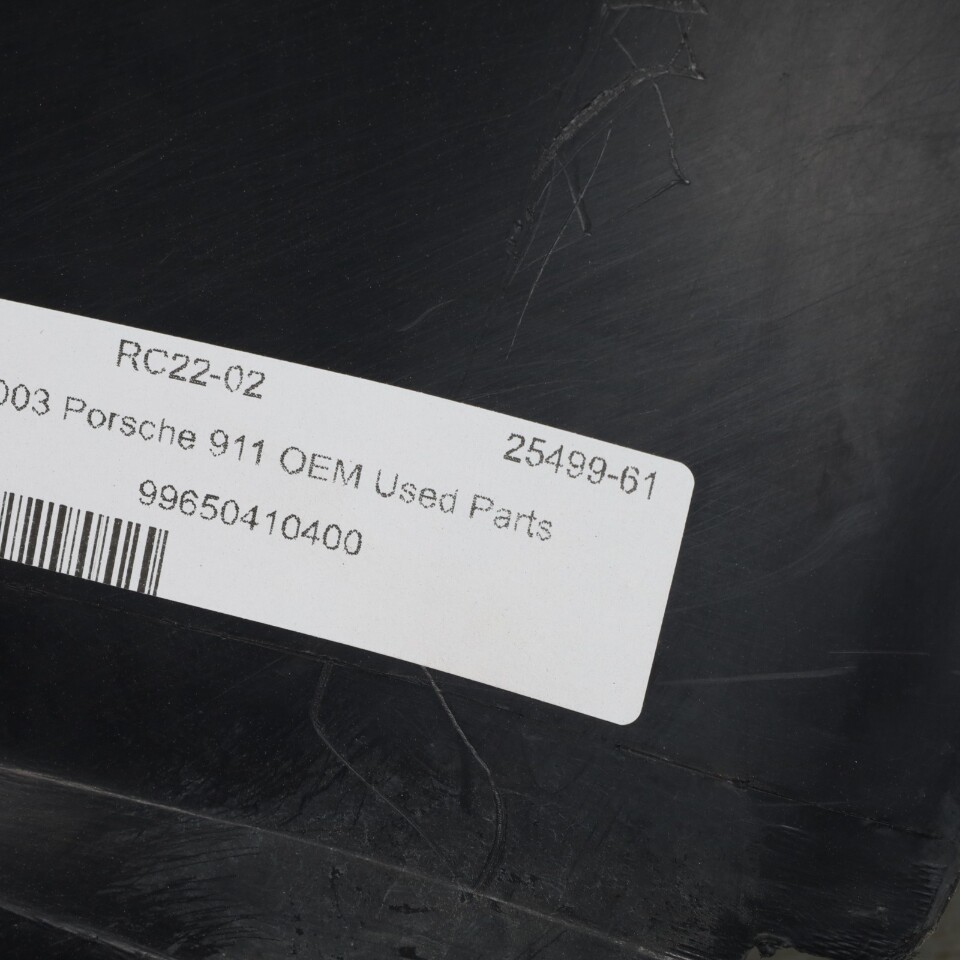 RC22-02
25499-61
003 Porsche 911 OEM Used Parts
99650410400